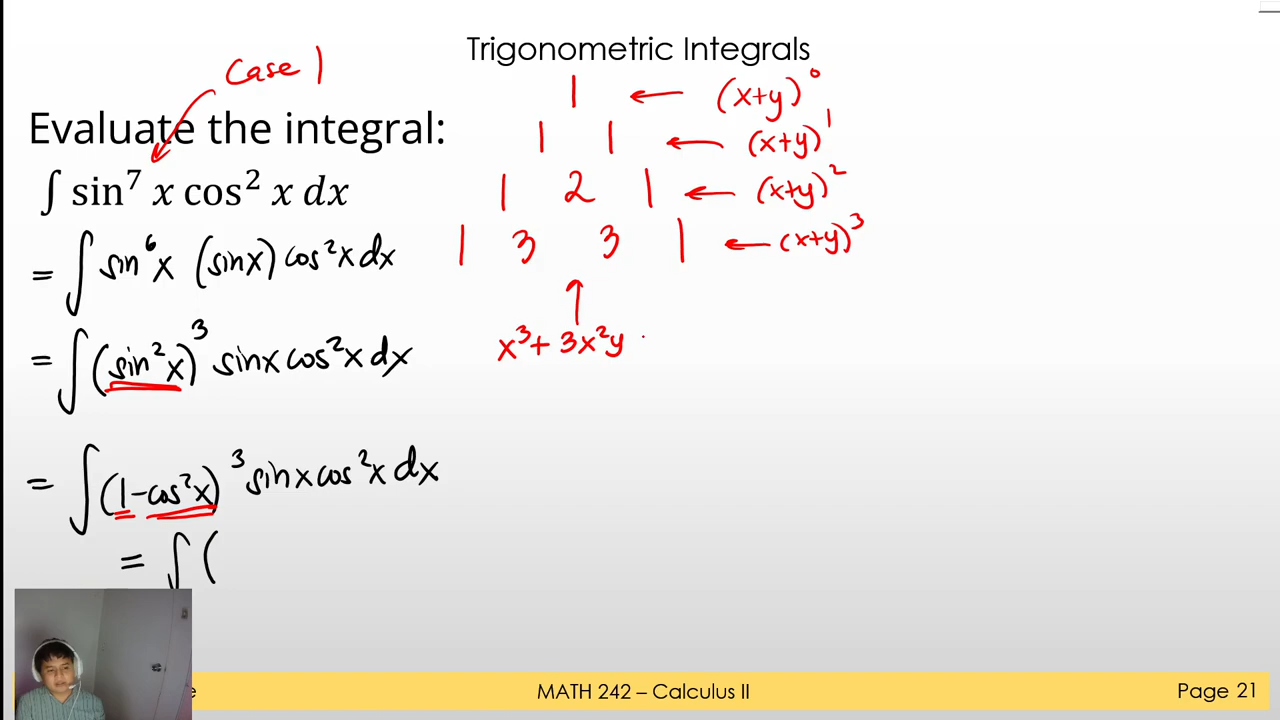 Trigonometric Integrals
Case 1
Evaluate the integral:
∫ sin⁷ x cos² x dx
= ∫ sin⁶x (sinx) cos²x dx
= ∫ (sin²x)³ sinx cos²x dx
= ∫ (1-cos²x)³ sinx cos²x dx
= ∫ (
1 ← (x+y)⁰
1 1 ← (x+y)¹
1 2 1 ← (x+y)²
1 3 3 1 ← (x+y)³
↑
x³+ 3x²y
e
MATH 242 – Calculus II
Page 21